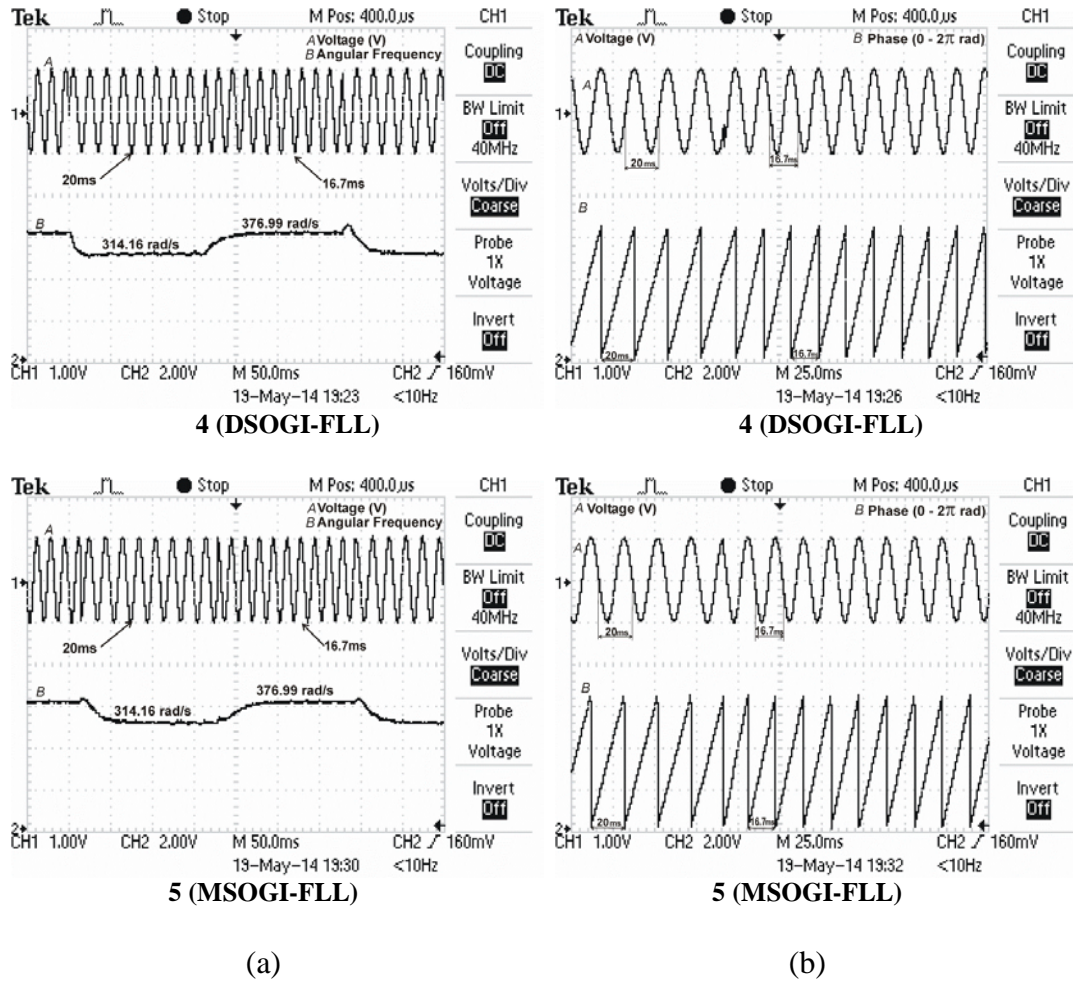 Tek Stop M Pos: 400.0µs CH1
A Voltage (V)
B Angular Frequency
A
1
20ms
16.7ms
B
314.16 rad/s
376.99 rad/s
2
Coupling
DC
BW Limit
Off
40MHz
Volts/Div
Coarse
Probe
1X
Voltage
Invert
Off
CH1 1.00V CH2 2.00V M 50.0ms CH2 160mV
19-May-14 19:23 <10Hz
4 (DSOGI-FLL)
Tek Stop M Pos: 400.0µs CH1
A Voltage (V) B Phase (0 - 2π rad)
A
1
20ms
16.7ms
B
20ms
16.7ms
2
Coupling
DC
BW Limit
Off
40MHz
Volts/Div
Coarse
Probe
1X
Voltage
Invert
Off
CH1 1.00V CH2 2.00V M 25.0ms CH2 160mV
19-May-14 19:26 <10Hz
4 (DSOGI-FLL)
Tek Stop M Pos: 400.0µs CH1
A Voltage (V)
B Angular Frequency
A
1
20ms
16.7ms
B
314.16 rad/s
376.99 rad/s
2
Coupling
DC
BW Limit
Off
40MHz
Volts/Div
Coarse
Probe
1X
Voltage
Invert
Off
CH1 1.00V CH2 2.00V M 50.0ms CH2 160mV
19-May-14 19:30 <10Hz
5 (MSOGI-FLL)
Tek Stop M Pos: 400.0µs CH1
A Voltage (V) B Phase (0 - 2π rad)
A
1
20ms
16.7ms
B
20ms
16.7ms
2
Coupling
DC
BW Limit
Off
40MHz
Volts/Div
Coarse
Probe
1X
Voltage
Invert
Off
CH1 1.00V CH2 2.00V M 25.0ms CH2 160mV
19-May-14 19:32 <10Hz
5 (MSOGI-FLL)
(a) (b)